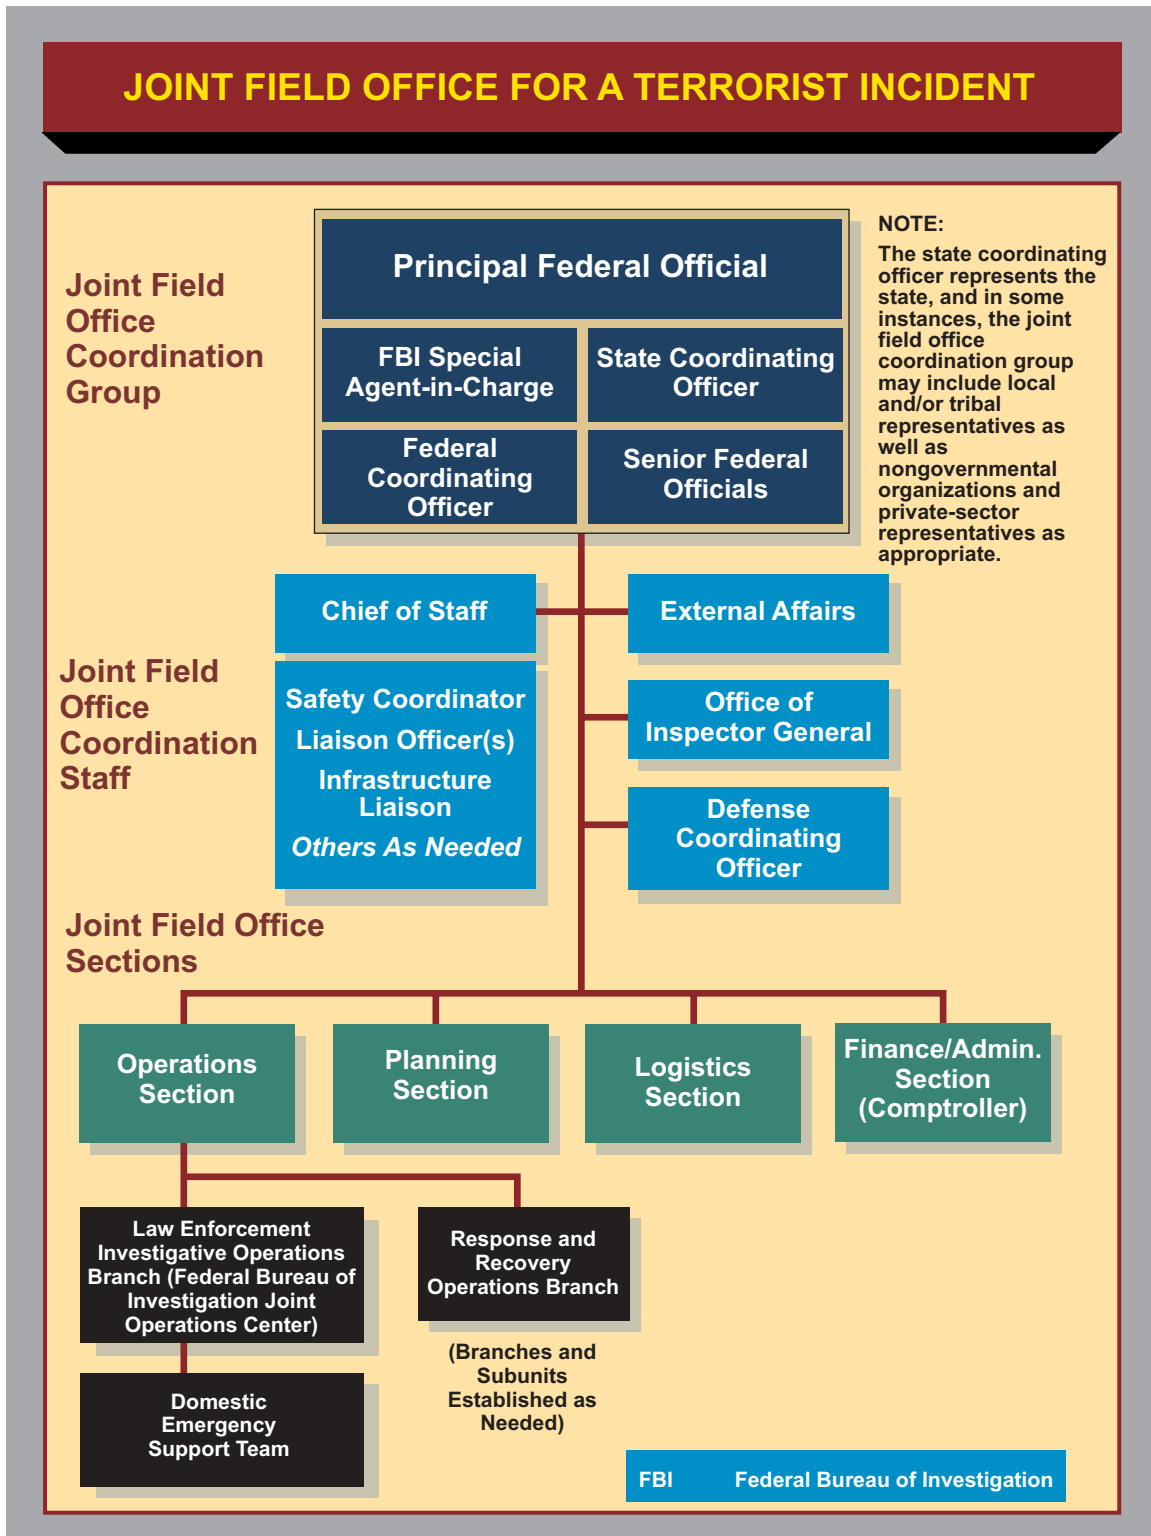 JOINT FIELD OFFICE FOR A TERRORIST INCIDENT
Joint Field
Office
Coordination
Group
Principal Federal Official
FBI Special
Agent-in-Charge
State Coordinating
Officer
Federal
Coordinating
Officer
Senior Federal
Officials
NOTE:
The state coordinating
officer represents the
state, and in some
instances, the joint
field office
coordination group
may include local
and/or tribal
representatives as
well as
nongovernmental
organizations and
private-sector
representatives as
appropriate.
Joint Field
Office
Coordination
Staff
Chief of Staff
Safety Coordinator
Liaison Officer(s)
Infrastructure
Liaison
Others As Needed
External Affairs
Office of
Inspector General
Defense
Coordinating
Officer
Joint Field Office
Sections
Operations
Section
Planning
Section
Logistics
Section
Finance/Admin.
Section
(Comptroller)
Law Enforcement
Investigative Operations
Branch (Federal Bureau of
Investigation Joint
Operations Center)
Response and
Recovery
Operations Branch
(Branches and
Subunits
Established as
Needed)
Domestic
Emergency
Support Team
FBI Federal Bureau of Investigation